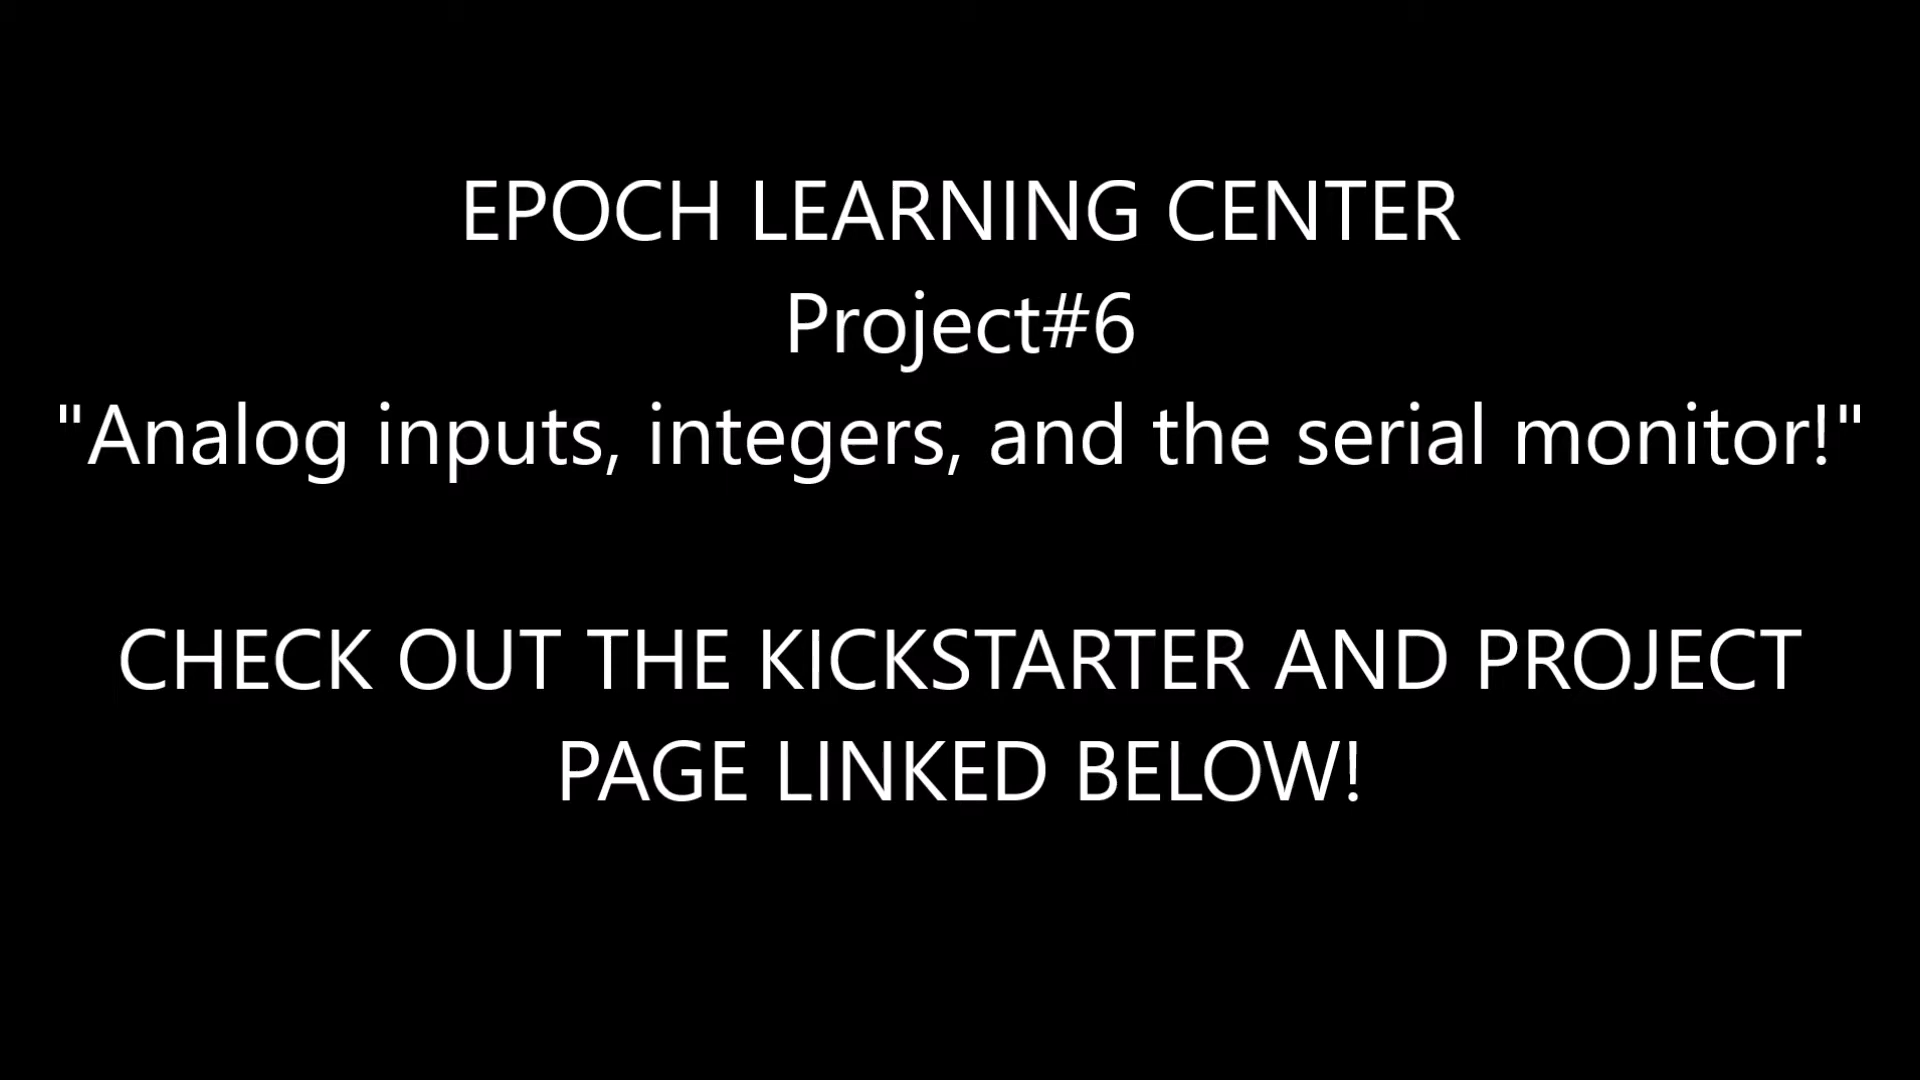 EPOCH LEARNING CENTER
Project#6
"Analog inputs, integers, and the serial monitor!"
CHECK OUT THE KICKSTARTER AND PROJECT
PAGE LINKED BELOW!